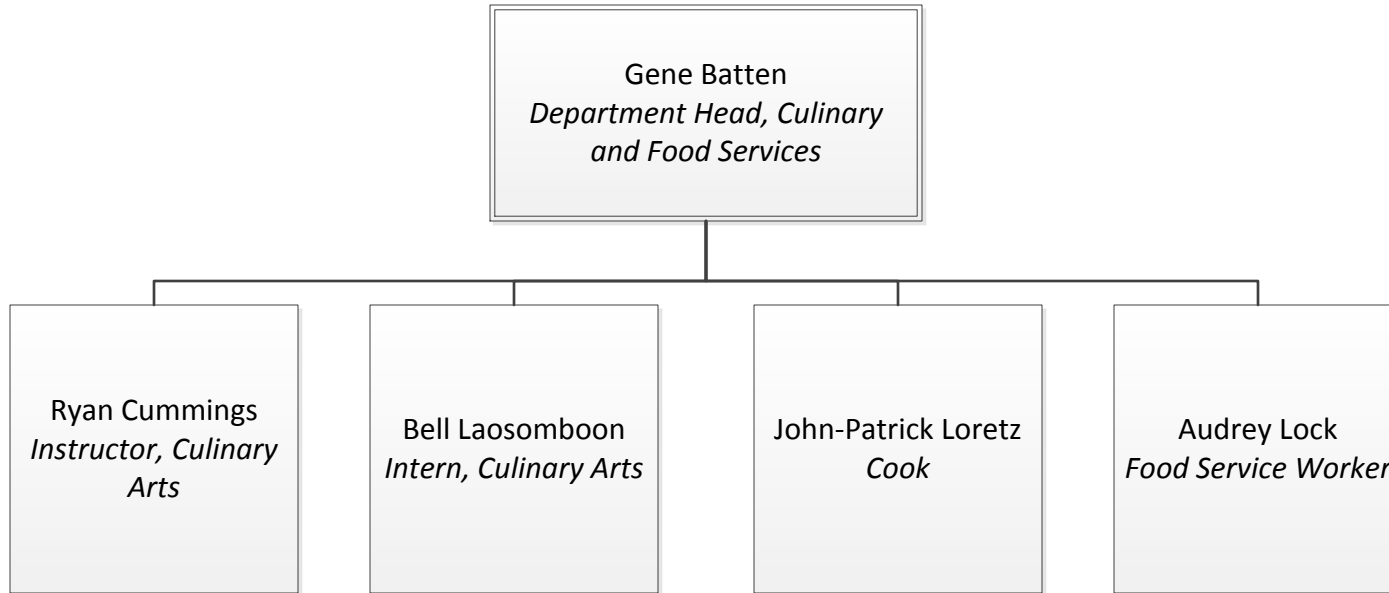 Gene Batten
Department Head, Culinary
and Food Services
Ryan Cummings
Instructor, Culinary
Arts
Bell Laosomboon
Intern, Culinary Arts
John-Patrick Loretz
Cook
Audrey Lock
Food Service Worker